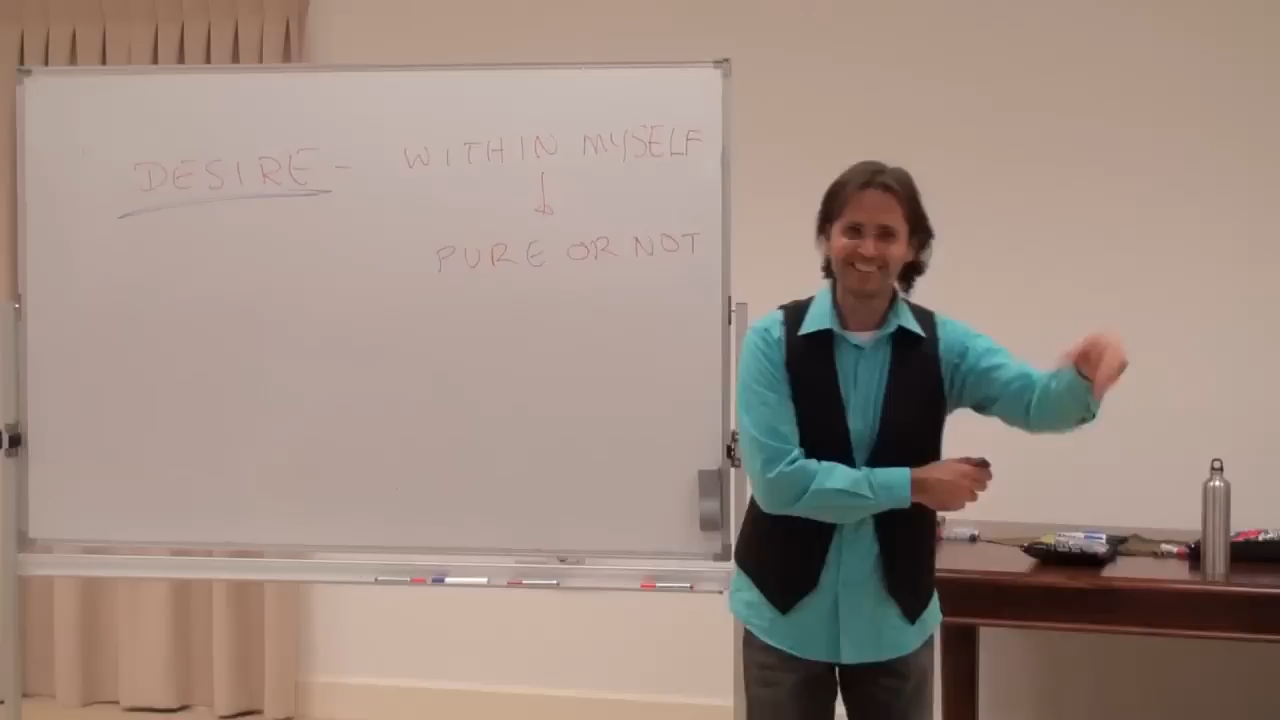 DESIRE - WITHIN MYSELF
↓
PURE OR NOT